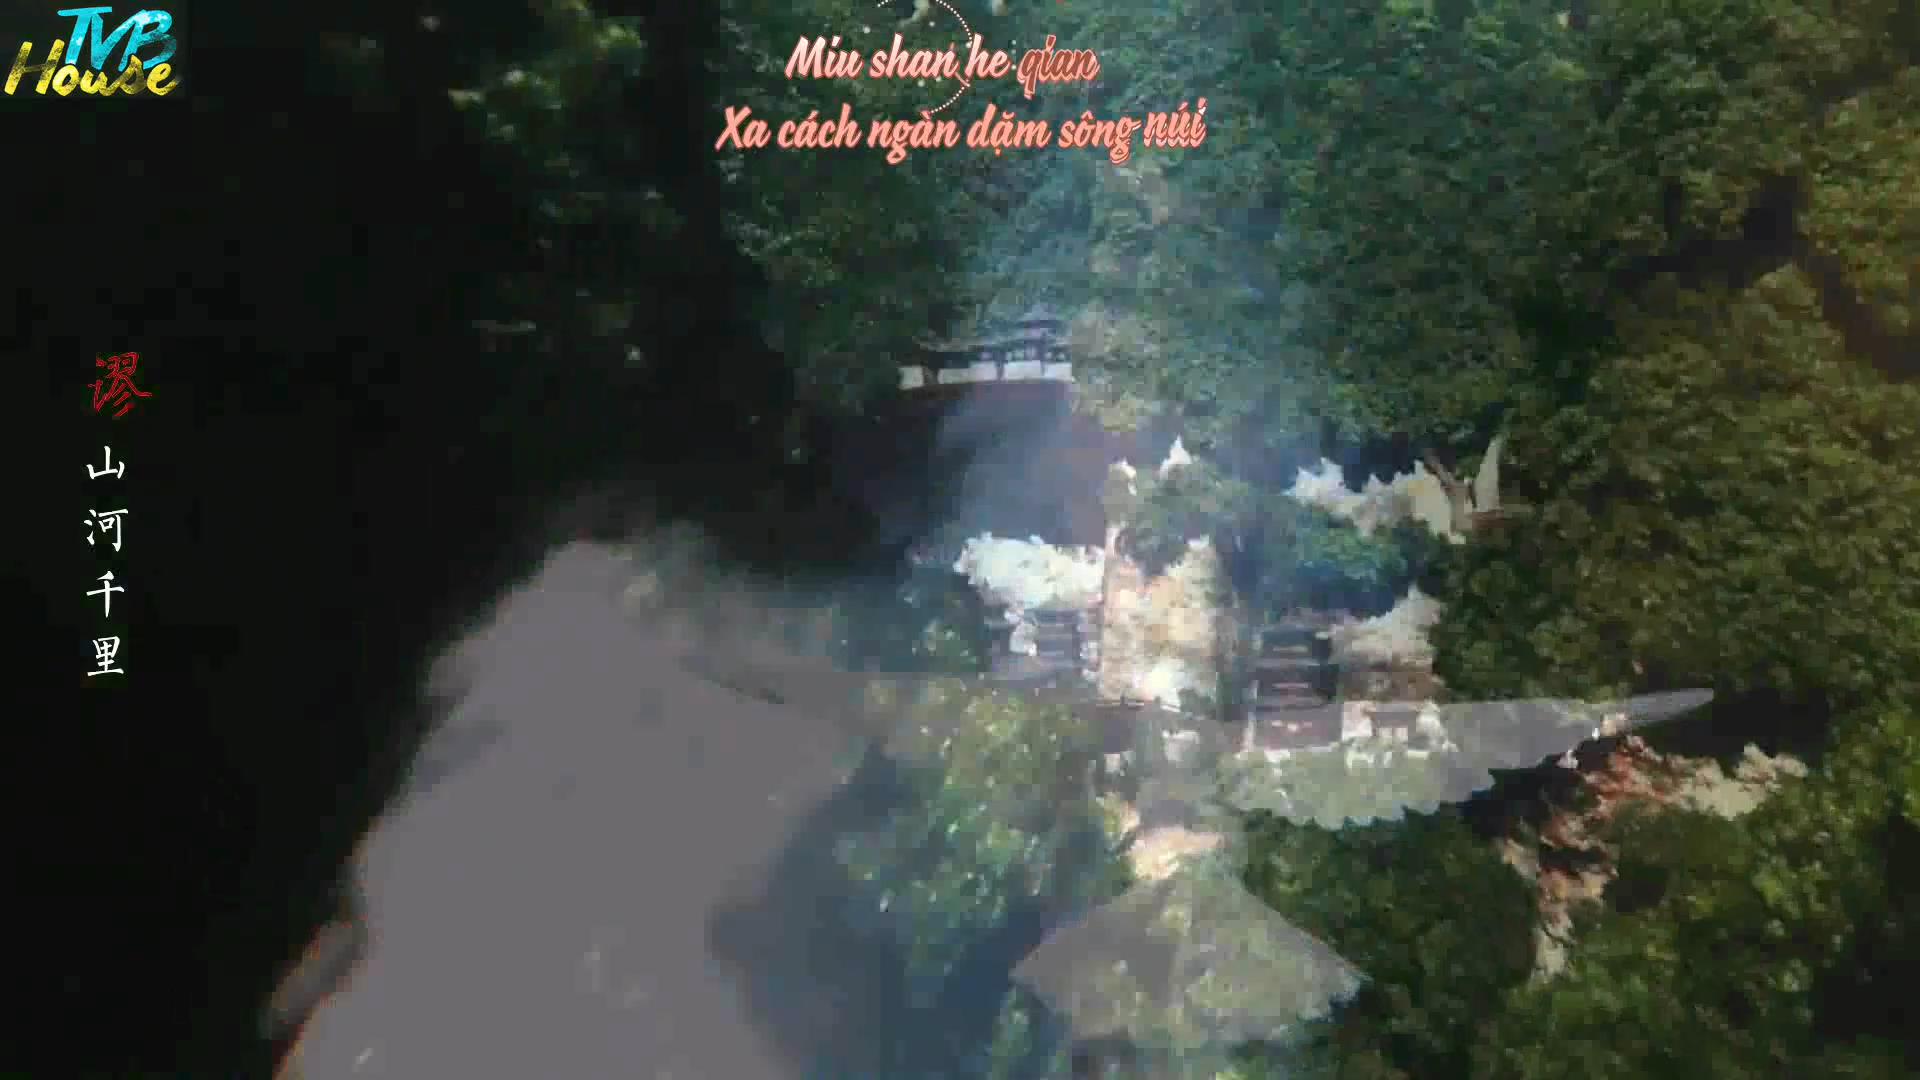 TVB
House
Miu shan he qian
Xa cách ngàn dặm sông núi
谬山河千里